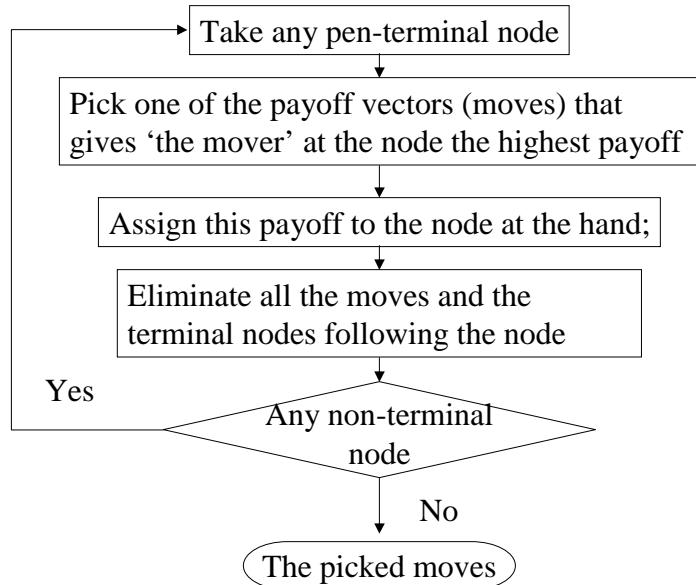 Take any pen-terminal node
Pick one of the payoff vectors (moves) that
gives ‘the mover’ at the node the highest payoff
Assign this payoff to the node at the hand;
Eliminate all the moves and the
terminal nodes following the node
Yes
Any non-terminal
node
No
The picked moves